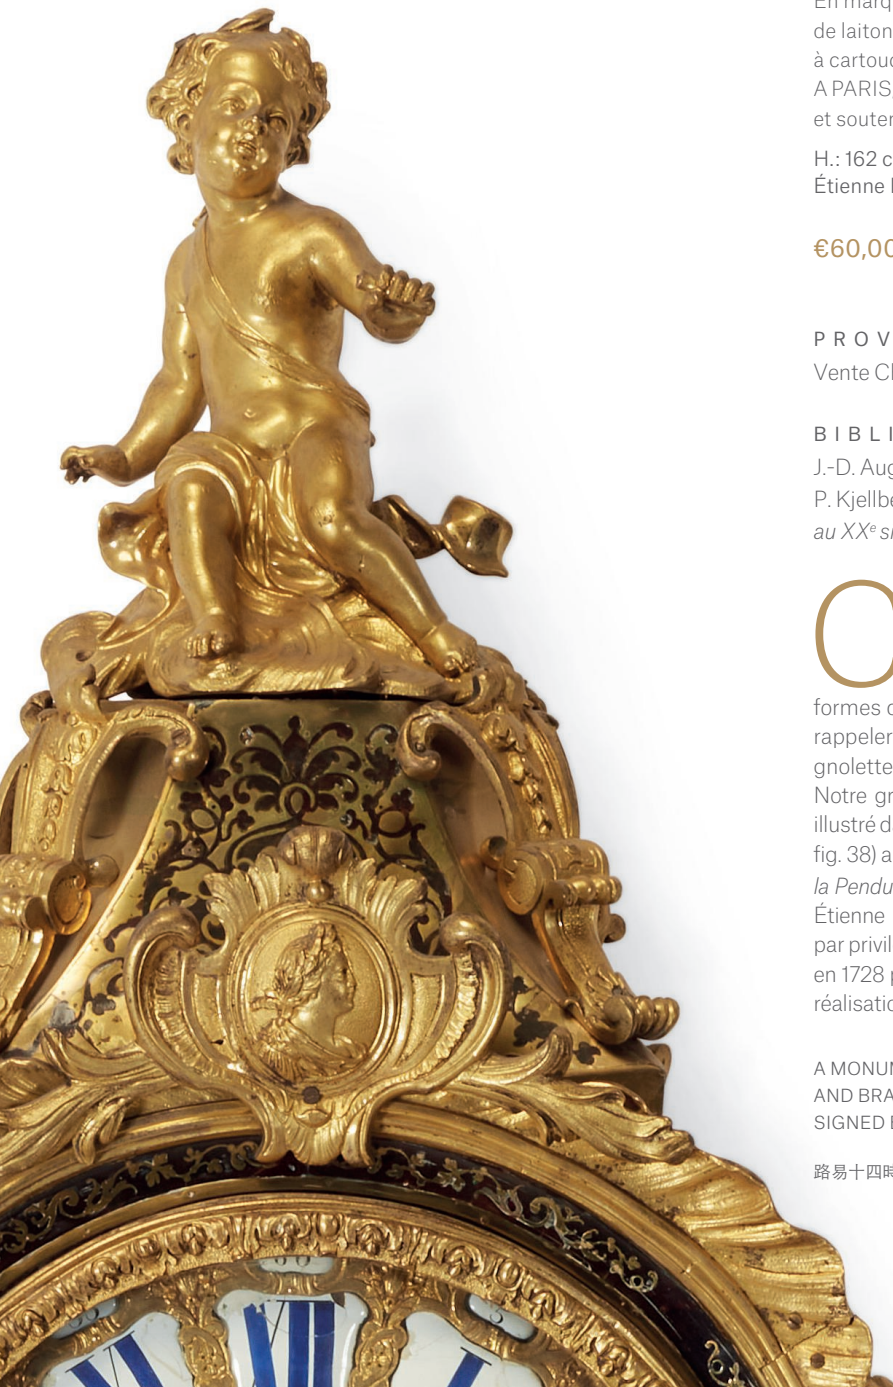 En marq
de laiton
à cartouc
A PARIS,
et souter
H.: 162 c
Étienne
€60,00
PROV
Vente Cl
BIBLI
J.-D. Aug
P. Kjellbe
au XXe si
O
formes
rappeler
gnolette
Notre gr
illustré d
fig. 38) a
la Pendu
Étienne
par privil
en 1728 p
réalisatio
A MONUM
AND BRA
SIGNED
路易十四時
XII
I